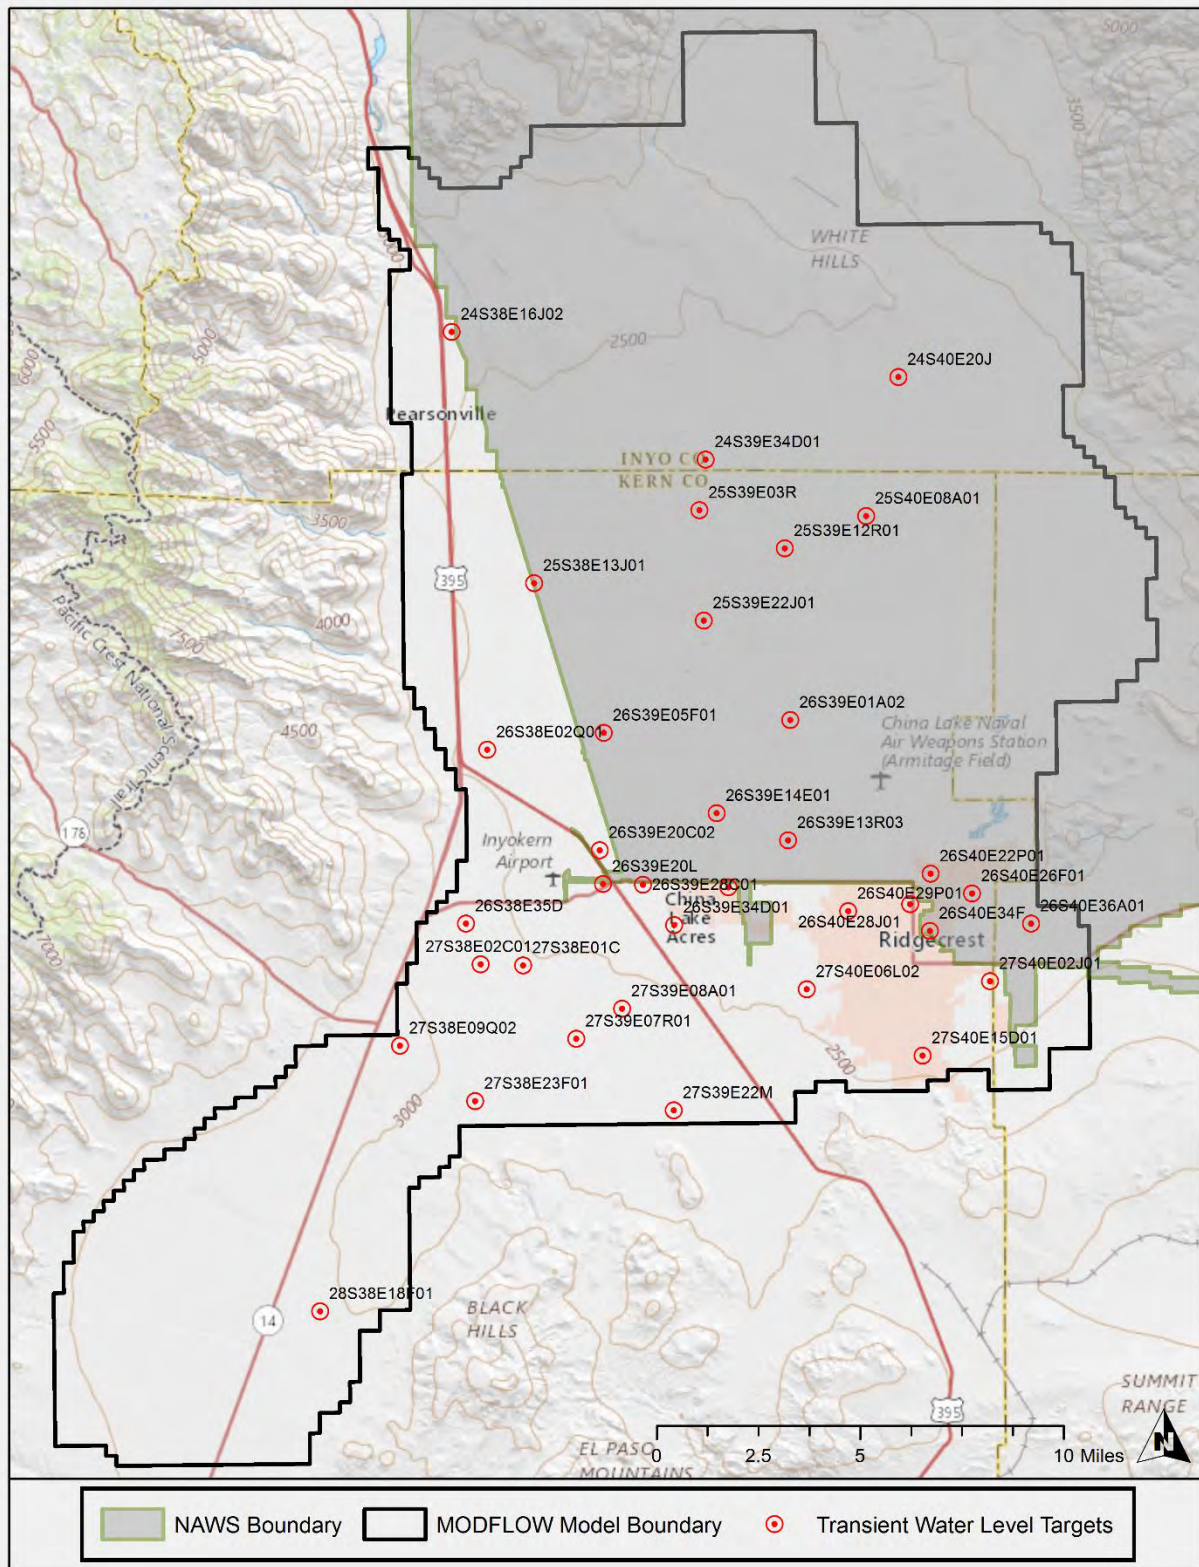 5000
3500
5000
WHITE
HILLS
24S38E16J02
2500
24S40E20J
6000
5000
Pearsonville
5500
24S39E34D01
INYO CO
KERN CO
25S39E03R
25S40E08A01
3500
25S39E12R01
395
25S38E13J01
4000
25S39E22J01
7500
Pacific Crest National Scenic Trail
26S39E01A02
4500
26S39E05F01
26S38E02Q01
China Lake Naval
Air Weapons Station
(Armitage Field)
178
26S39E14E01
26S39E13R03
Inyokern
Airport
26S39E20C02
26S40E22P01
26S39E20L
26S39E28C01
26S40E26F01
26S40E29P01
China
Lake
Acres
26S38E35D
26S39E34D01
26S40E28J01
26S40E34F
26S40E36A01
7000
Ridgecrest
27S38E02C01
27S38E01C
27S40E02J01
27S40E06L02
27S39E08A01
27S38E09Q02
27S39E07R01
27S40E15D01
2500
27S38E23F01
3000
27S39E22M
28S38E18F01
14
BLACK
HILLS
SUMMIT
RANGE
395
EL PASO
MOUNTAINS
0 2.5 5 10 Miles
N
NAWS Boundary
MODFLOW Model Boundary
Transient Water Level Targets